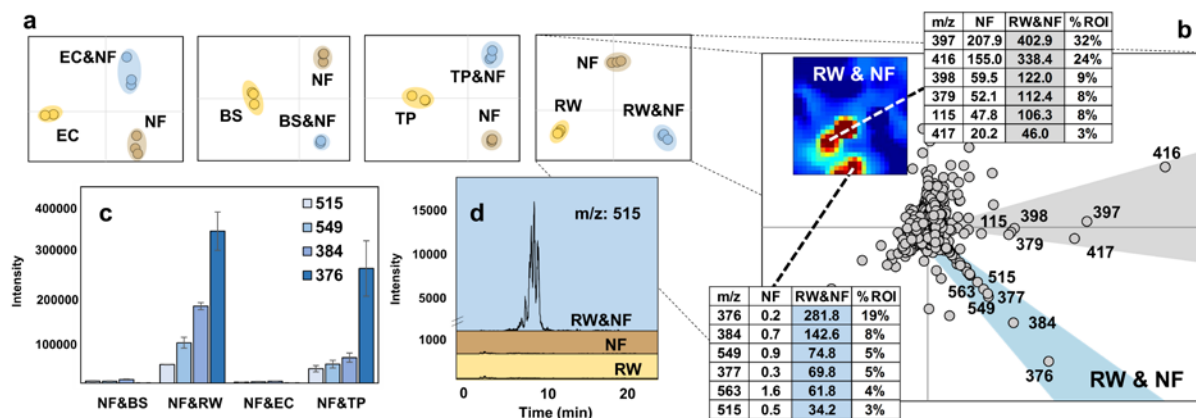 a
EC&NF
EC
NF
NF
BS
BS&NF
TP&NF
TP
NF
NF
RW
RW&NF
b
RW & NF
m/z NF RW&NF % ROI
397 207.9 402.9 32%
416 155.0 338.4 24%
398 59.5 122.0 9%
379 52.1 112.4 8%
115 47.8 106.3 8%
417 20.2 46.0 3%
416
115
398
397
379
417
515
563
377
549
384
376
RW & NF
m/z NF RW&NF % ROI
376 0.2 281.8 19%
384 0.7 142.6 8%
549 0.9 74.8 5%
377 0.3 69.8 5%
563 1.6 61.8 4%
515 0.5 34.2 3%
c
Intensity
400000
300000
200000
100000
515
549
384
376
NF&BS NF&RW NF&EC NF&TP
d
m/z: 515
Intensity
15000
10000
5000
1000
RW&NF
NF
RW
0 10 20
Time (min)